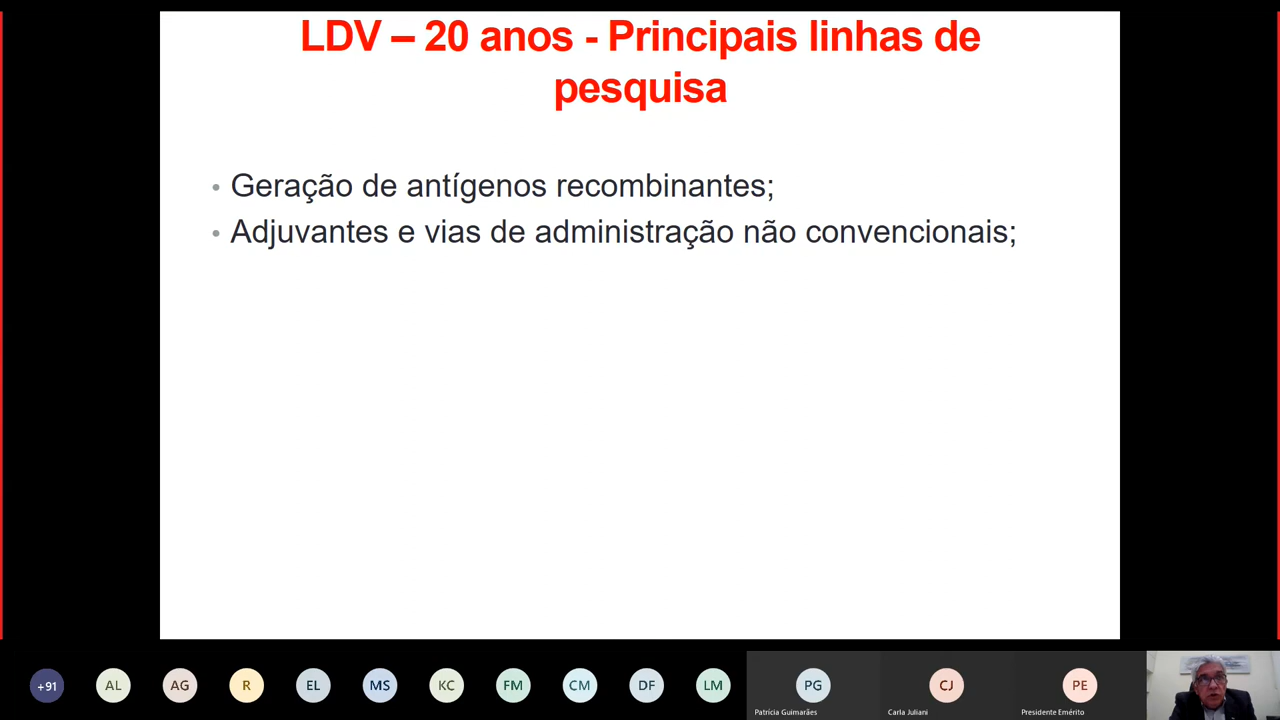 LDV – 20 anos - Principais linhas de
pesquisa
• Geração de antígenos recombinantes;
• Adjuvantes e vias de administração não convencionais;
+91
AL
AG
R
EL
MS
KC
FM
CM
DF
LM
PG
CJ
PE
Patrícia Guimarães
Carla Juliani
Presidente Emérito